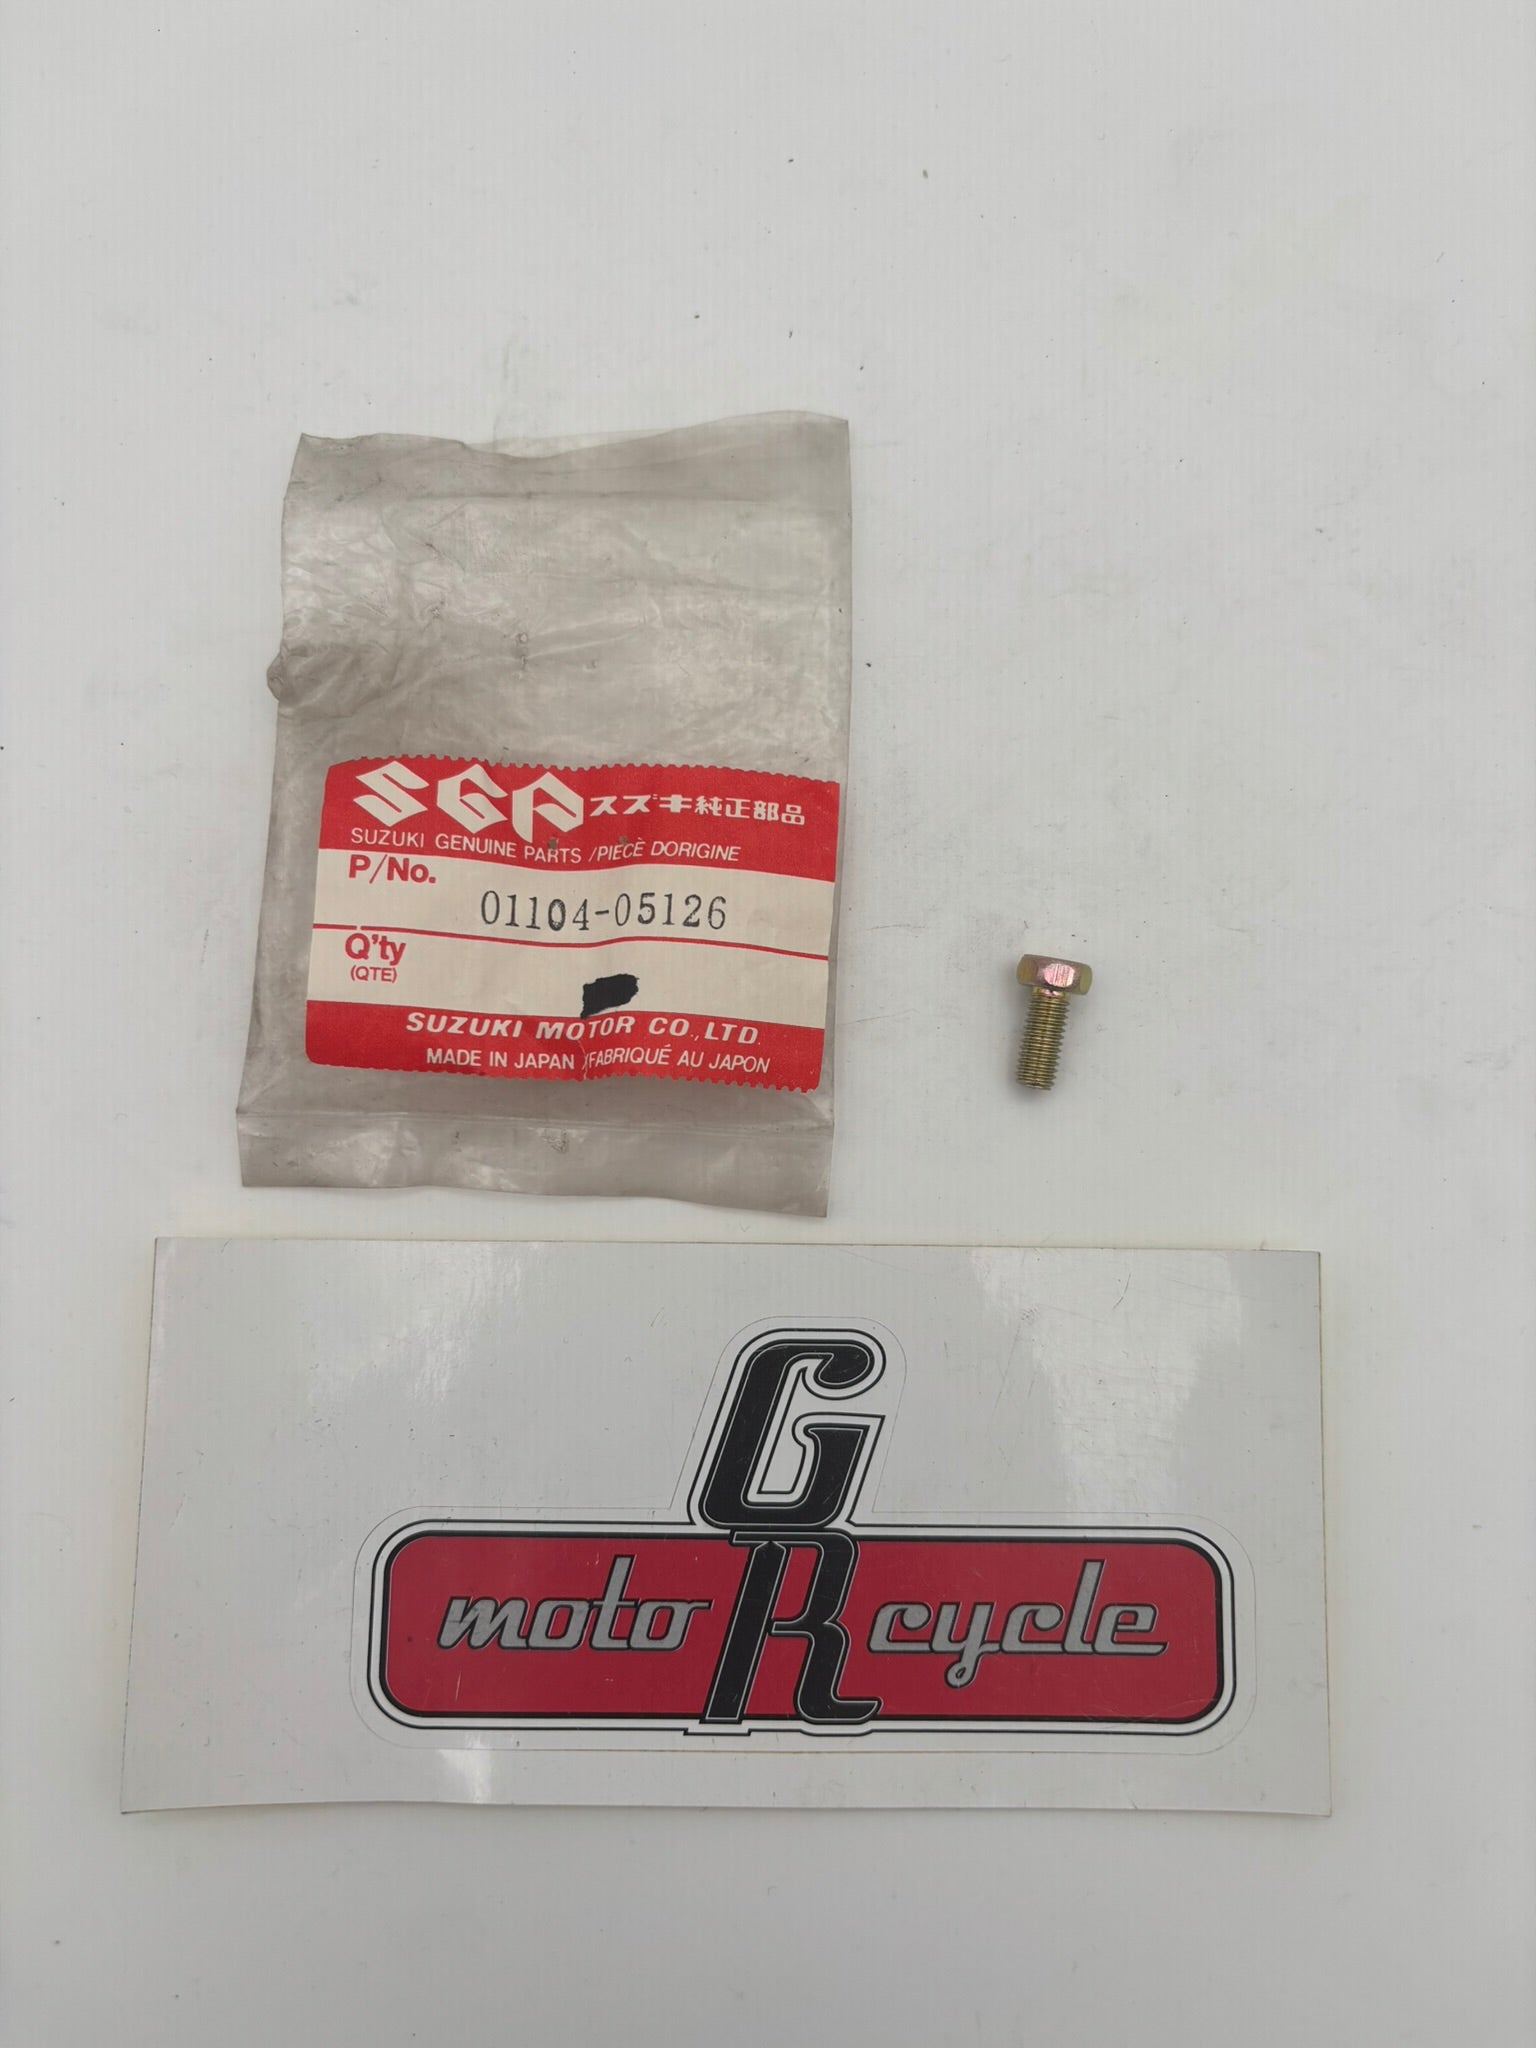 SGP スズキ純正部品
SUZUKI GENUINE PARTS /PIÈCE DORIGINE
P/No.
01104-05126
Q'ty
(QTE)
SUZUKI MOTOR CO.,LTD.
MADE IN JAPAN /FABRIQUÉ AU JAPON
G
moto R cycle